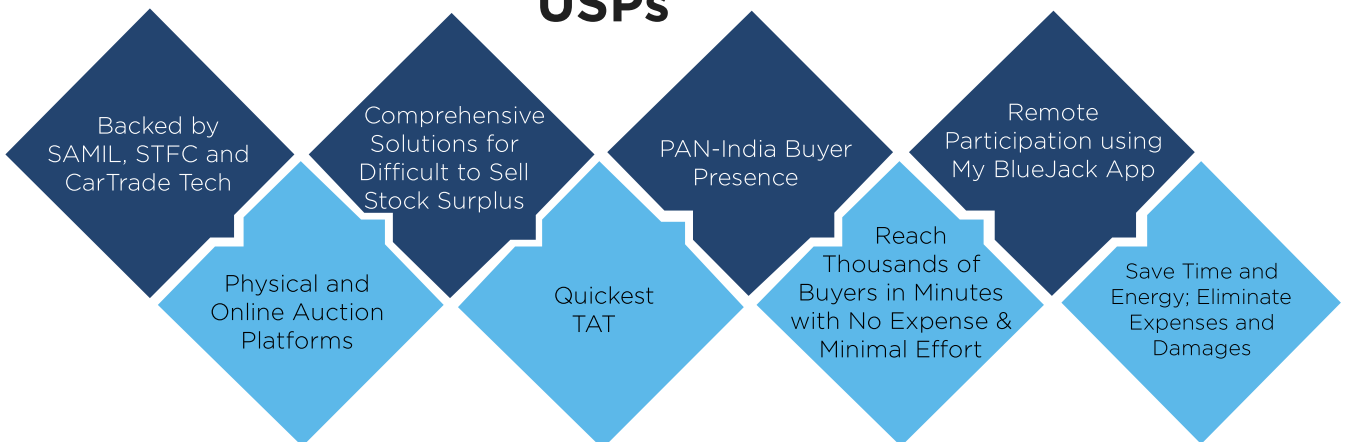 USPs
Backed by
SAMIL, STFC and
CarTrade Tech
Physical and
Online Auction
Platforms
Comprehensive
Solutions for
Difficult to Sell
Stock Surplus
Quickest
TAT
PAN-India Buyer
Presence
Reach
Thousands of
Buyers in Minutes
with No Expense &
Minimal Effort
Remote
Participation using
My BlueJack App
Save Time and
Energy; Eliminate
Expenses and
Damages